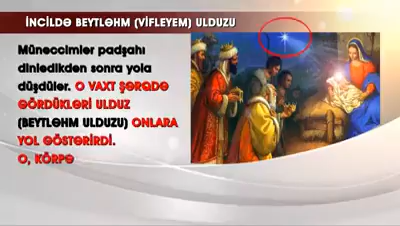 İNCİLDƏ BEYTLƏHM (VİFLEYEM) ULDUZU
Münəccimlər padşahı
dinlədikdən sonra yola
düşdülər. O VAXT ŞƏRQDƏ
GÖRDÜKLƏRİ ULDUZ
(BEYTLƏHM ULDUZU) ONLARA
YOL GÖSTƏRİRDİ.
O, KÖRPƏ